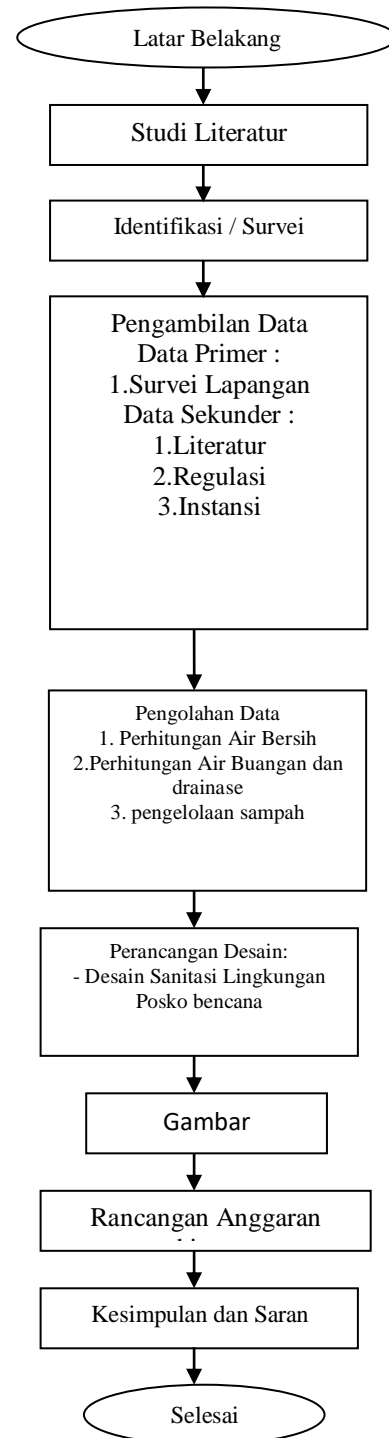 Latar Belakang
Studi Literatur
Identifikasi / Survei
Pengambilan Data
Data Primer :
1.Survei Lapangan
Data Sekunder :
1.Literatur
2.Regulasi
3.Instansi
Pengolahan Data
1. Perhitungan Air Bersih
2.Perhitungan Air Buangan dan
drainase
3. pengelolaan sampah
Perancangan Desain:
- Desain Sanitasi Lingkungan
Posko bencana
Gambar
Rancangan Anggaran
Kesimpulan dan Saran
Selesai